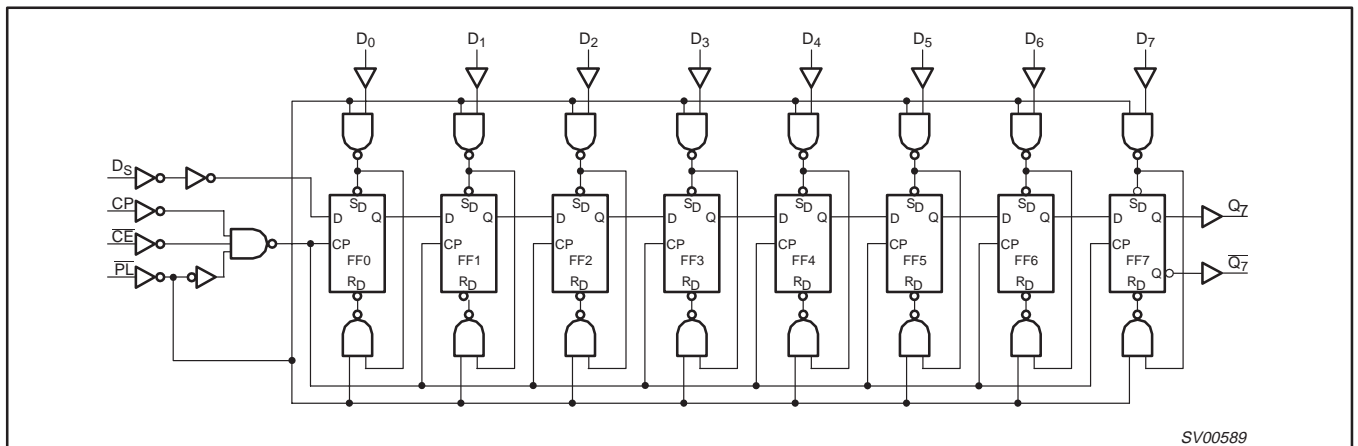 D0 D1 D2 D3 D4 D5 D6 D7
DS
CP
CE
PL
SD SD SD SD SD SD SD SD
D Q D Q D Q D Q D Q D Q D Q D Q
Q7
CP CP CP CP CP CP CP CP
FF0 FF1 FF2 FF3 FF4 FF5 FF6 FF7
Q
Q7
RD RD RD RD RD RD RD RD
SV00589